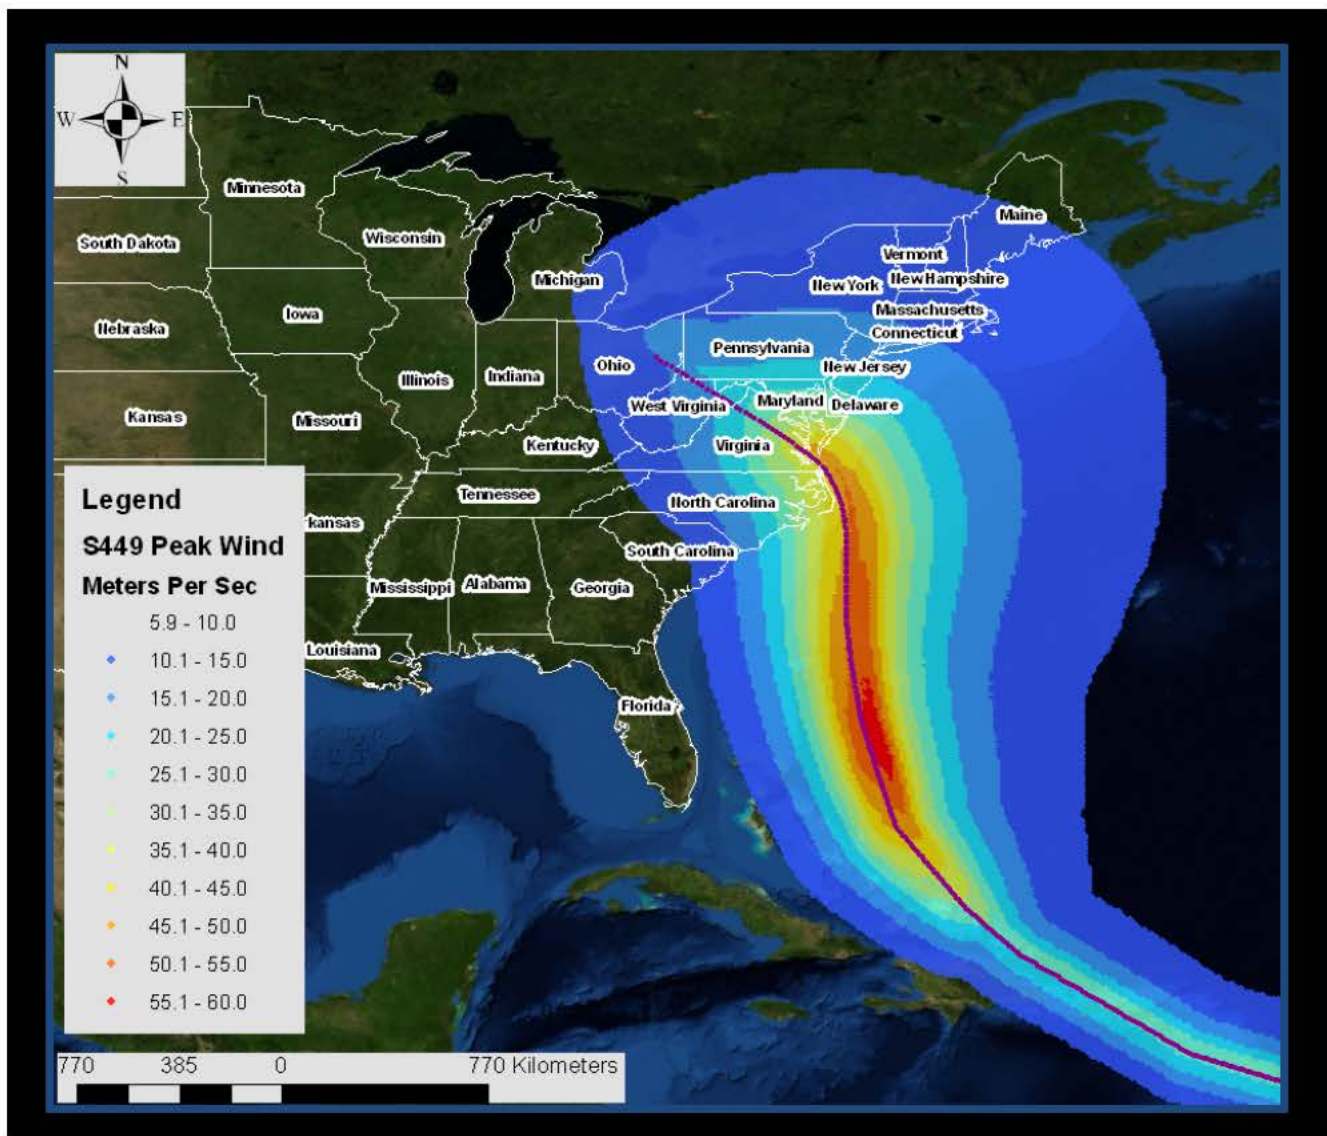 N
W E
S
Minnesota
Maine
South Dakota
Wisconsin
Vermont
Michigan
New York
New Hampshire
Iowa
Massachusetts
Nebraska
Connecticut
Pennsylvania
Ohio
New Jersey
Illinois
Indiana
Kansas
Missouri
West Virginia
Maryland
Delaware
Kentucky
Virginia
Tennessee
North Carolina
kansas
South Carolina
Mississippi
Alabama
Georgia
Louisiana
Florida
Legend
S449 Peak Wind
Meters Per Sec
5.9 - 10.0
10.1 - 15.0
15.1 - 20.0
20.1 - 25.0
25.1 - 30.0
30.1 - 35.0
35.1 - 40.0
40.1 - 45.0
45.1 - 50.0
50.1 - 55.0
55.1 - 60.0
770 385 0 770 Kilometers